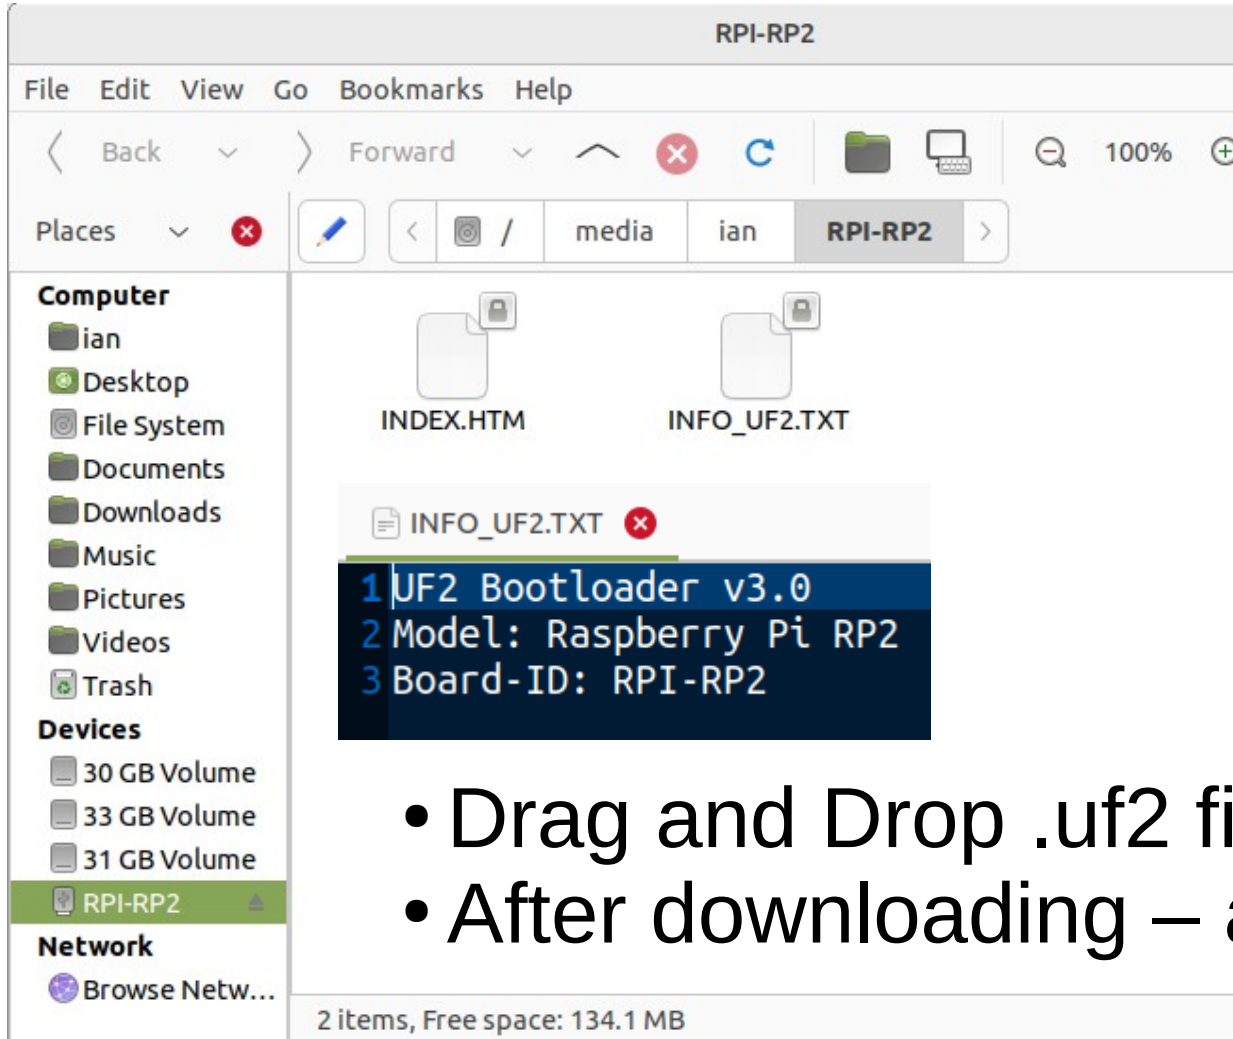 RPI-RP2
File Edit View Go Bookmarks Help
Back Forward 100%
Places / media ian RPI-RP2
Computer
ian
Desktop
File System
Documents
Downloads
Music
Pictures
Videos
Trash
Devices
30 GB Volume
33 GB Volume
31 GB Volume
RPI-RP2
Network
Browse Netw...
INDEX.HTM INFO_UF2.TXT
INFO_UF2.TXT
1 UF2 Bootloader v3.0
2 Model: Raspberry Pi RP2
3 Board-ID: RPI-RP2
• Drag and Drop .uf2 fi
• After downloading –
2 items, Free space: 134.1 MB